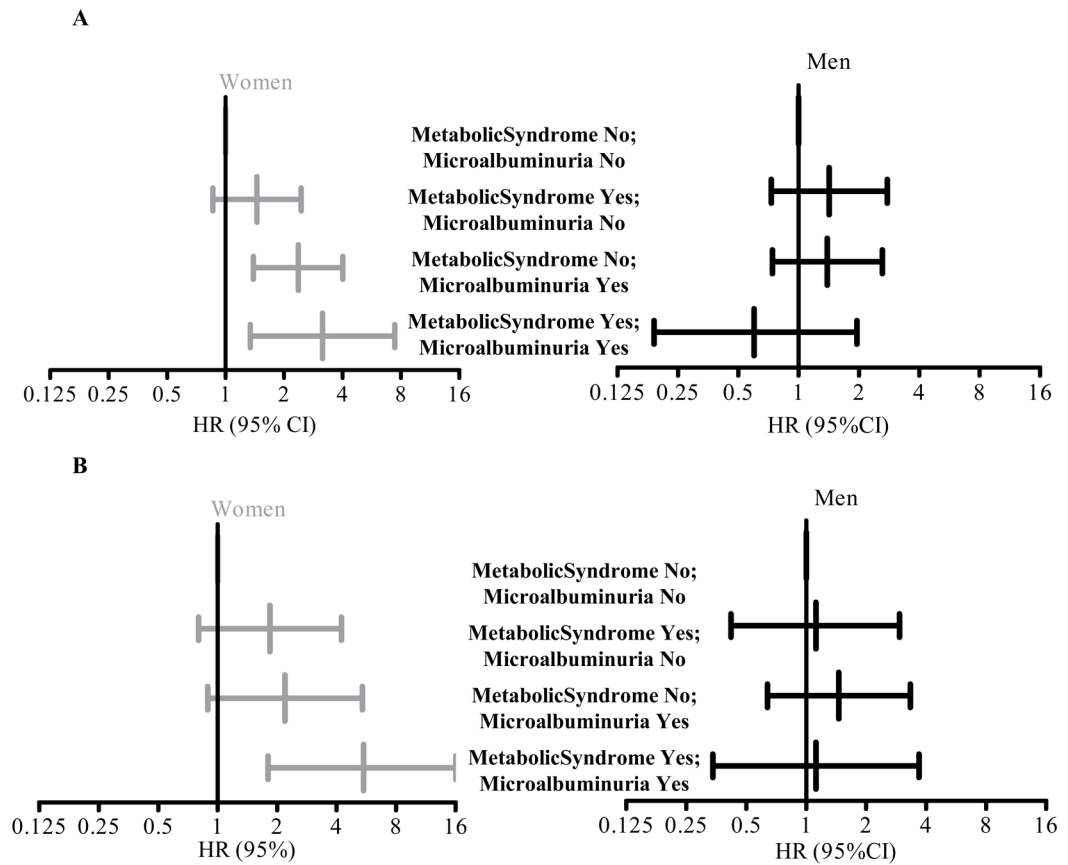 A
Women
Men
MetabolicSyndrome No;
Microalbuminuria No
MetabolicSyndrome Yes;
Microalbuminuria No
MetabolicSyndrome No;
Microalbuminuria Yes
MetabolicSyndrome Yes;
Microalbuminuria Yes
0.125 0.25 0.5 1 2 4 8 16
HR (95% CI)
0.125 0.25 0.5 1 2 4 8 16
HR (95%CI)
B
Women
Men
MetabolicSyndrome No;
Microalbuminuria No
MetabolicSyndrome Yes;
Microalbuminuria No
MetabolicSyndrome No;
Microalbuminuria Yes
MetabolicSyndrome Yes;
Microalbuminuria Yes
0.125 0.25 0.5 1 2 4 8 16
HR (95%)
0.125 0.25 0.5 1 2 4 8 16
HR (95%CI)